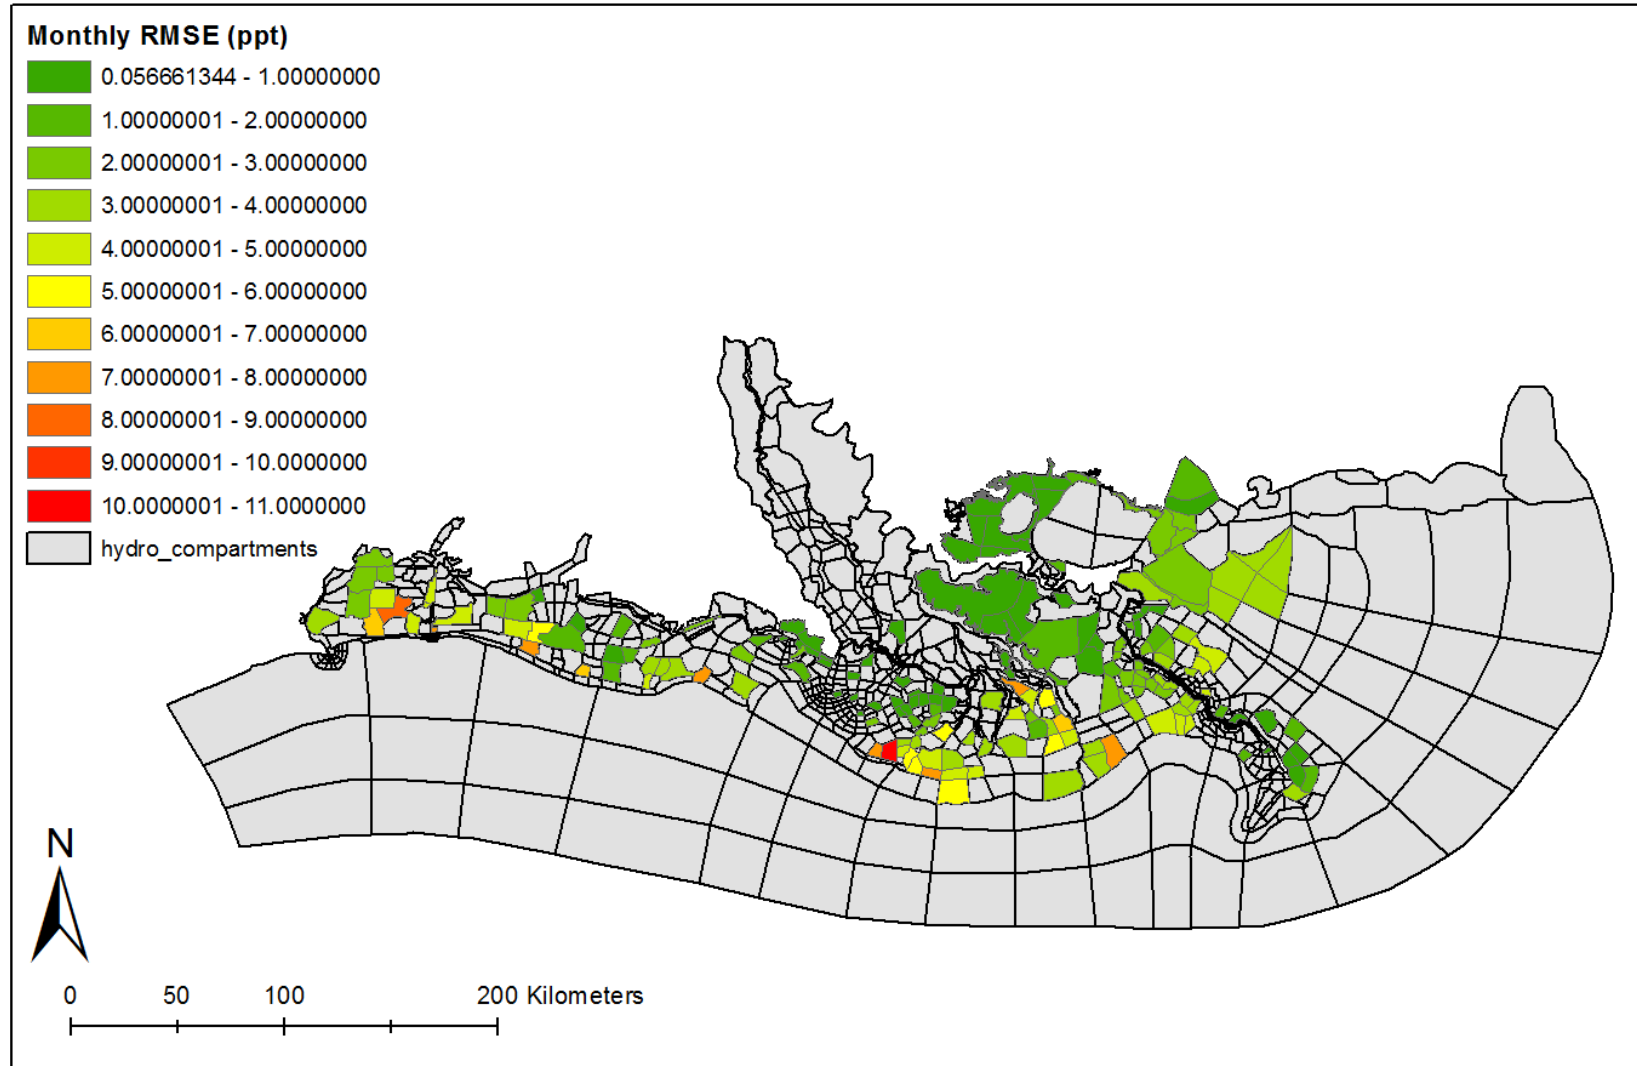 Monthly RMSE (ppt)
0.056661344 - 1.00000000
1.00000001 - 2.00000000
2.00000001 - 3.00000000
3.00000001 - 4.00000000
4.00000001 - 5.00000000
5.00000001 - 6.00000000
6.00000001 - 7.00000000
7.00000001 - 8.00000000
8.00000001 - 9.00000000
9.00000001 - 10.0000000
10.0000001 - 11.0000000
hydro_compartments
N
0 50 100 200 Kilometers